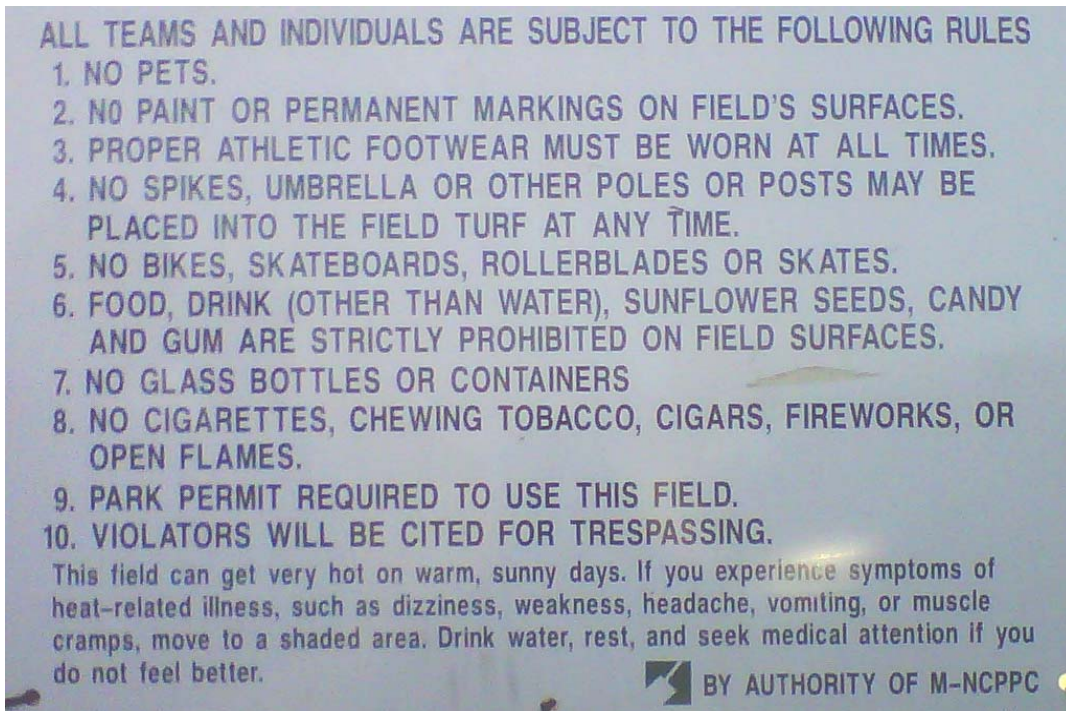 ALL TEAMS AND INDIVIDUALS ARE SUBJECT TO THE FOLLOWING RULES
1. NO PETS.
2. NO PAINT OR PERMANENT MARKINGS ON FIELD'S SURFACES.
3. PROPER ATHLETIC FOOTWEAR MUST BE WORN AT ALL TIMES.
4. NO SPIKES, UMBRELLA OR OTHER POLES OR POSTS MAY BE
PLACED INTO THE FIELD TURF AT ANY TIME.
5. NO BIKES, SKATEBOARDS, ROLLERBLADES OR SKATES.
6. FOOD, DRINK (OTHER THAN WATER), SUNFLOWER SEEDS, CANDY
AND GUM ARE STRICTLY PROHIBITED ON FIELD SURFACES.
7. NO GLASS BOTTLES OR CONTAINERS
8. NO CIGARETTES, CHEWING TOBACCO, CIGARS, FIREWORKS, OR
OPEN FLAMES.
9. PARK PERMIT REQUIRED TO USE THIS FIELD.
10. VIOLATORS WILL BE CITED FOR TRESPASSING.
This field can get very hot on warm, sunny days. If you experience symptoms of
heat-related illness, such as dizziness, weakness, headache, vomiting, or muscle
cramps, move to a shaded area. Drink water, rest, and seek medical attention if you
do not feel better.
BY AUTHORITY OF M-NCPPC